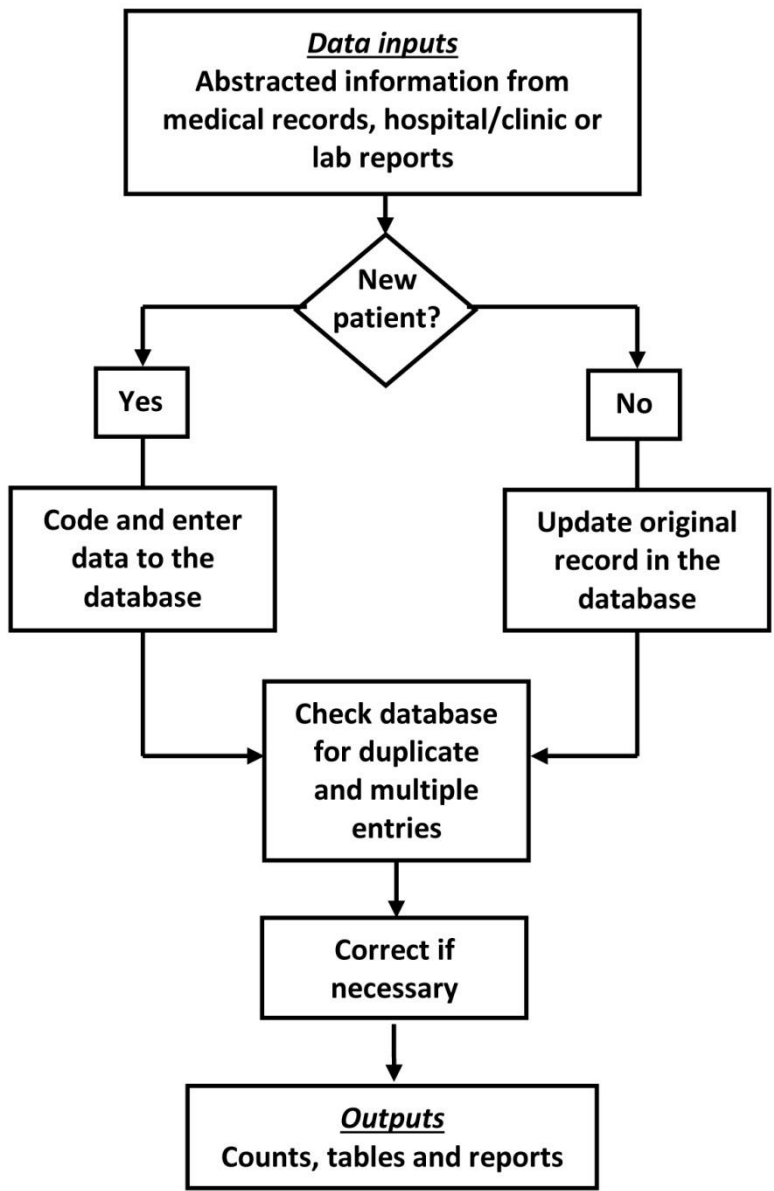 Data inputs
Abstracted information from
medical records, hospital/clinic or
lab reports
New
patient?
Yes
No
Code and enter
data to the
database
Update original
record in the
database
Check database
for duplicate
and multiple
entries
Correct if
necessary
Outputs
Counts, tables and reports